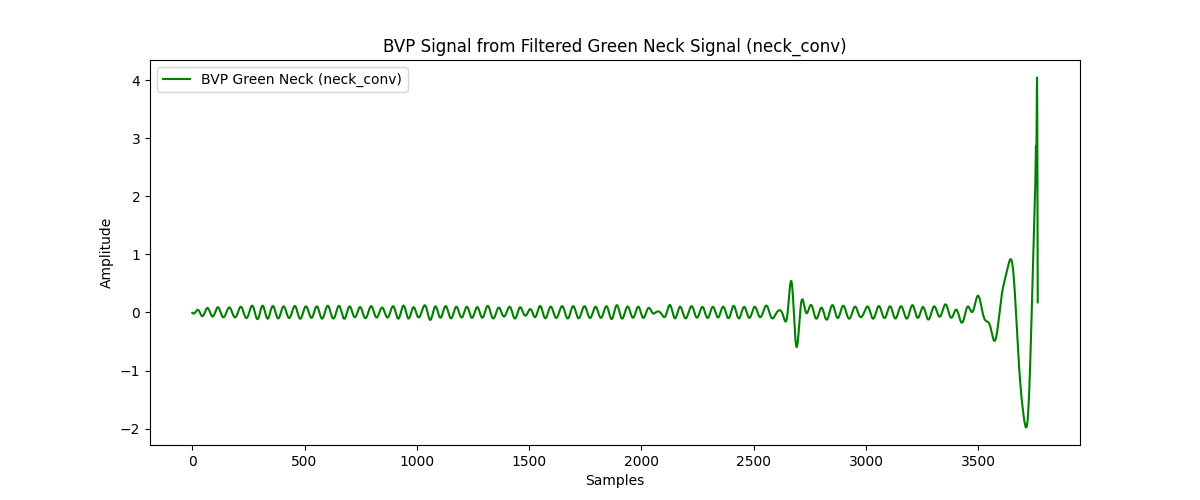 BVP Signal from Filtered Green Neck Signal (neck_conv)
BVP Green Neck (neck_conv)
4
3
2
1
0
−1
−2
Amplitude
0 500 1000 1500 2000 2500 3000 3500
Samples